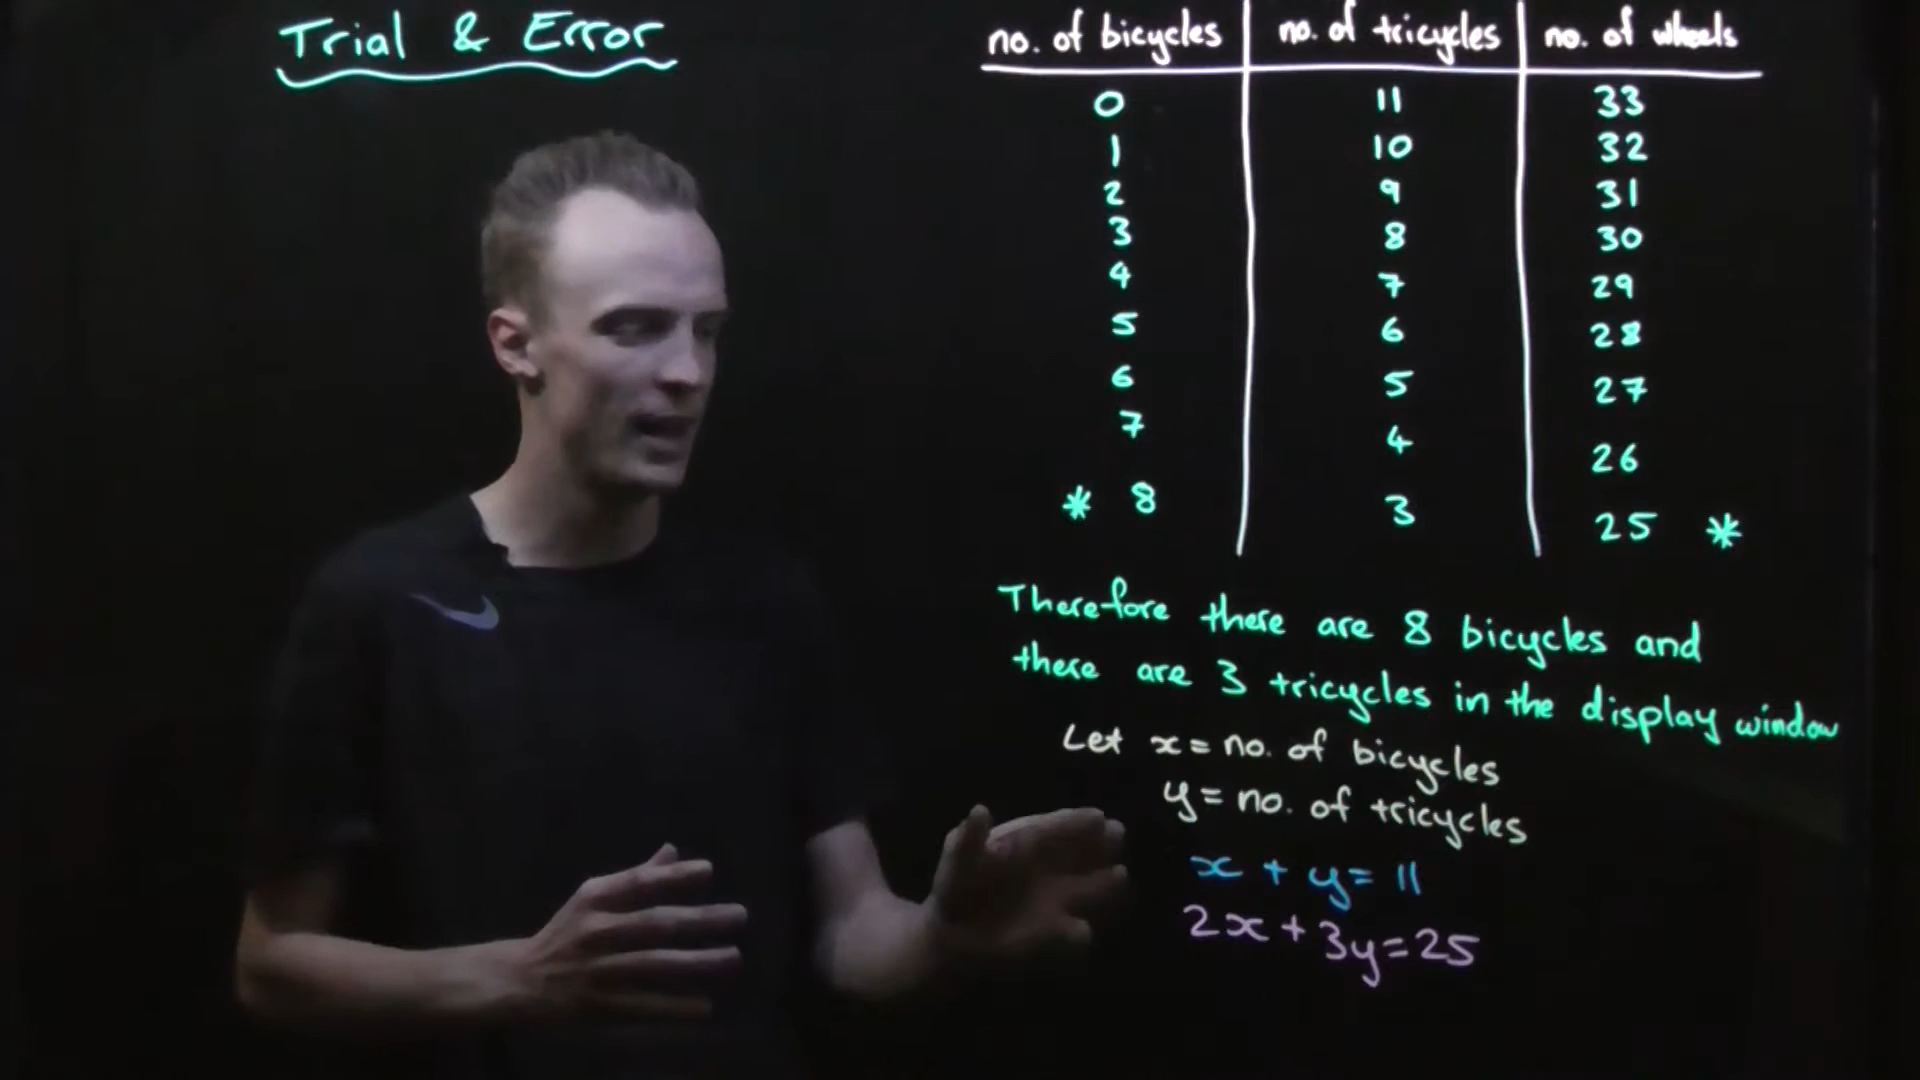 Trial & Error
no. of bicycles no. of tricycles no. of wheels
0 11 33
1 10 32
2 9 31
3 8 30
4 7 29
5 6 28
6 5 27
7 4 26
* 8 3 25 *
Therefore there are 8 bicycles and
there are 3 tricycles in the display window
Let x = no. of bicycles
y = no. of tricycles
x + y = 11
2x + 3y = 25